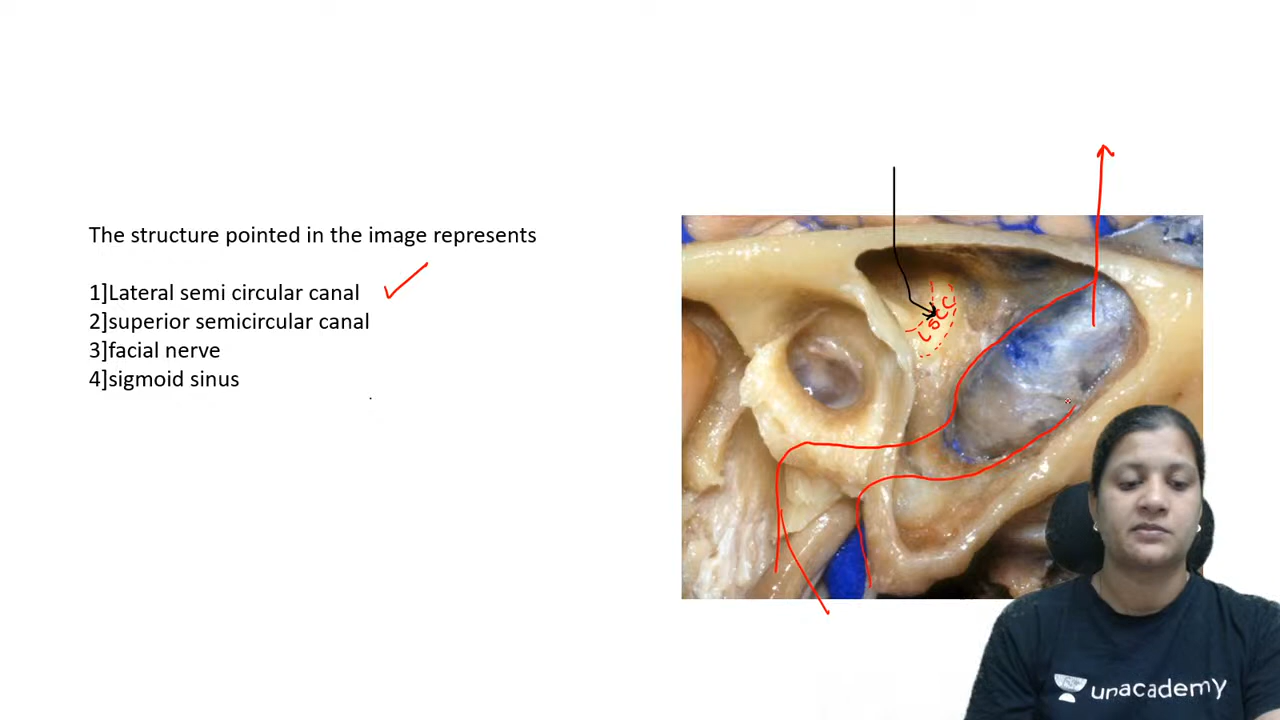 The structure pointed in the image represents
1]Lateral semi circular canal
2]superior semicircular canal
3]facial nerve
4]sigmoid sinus
LSCC
unacademy